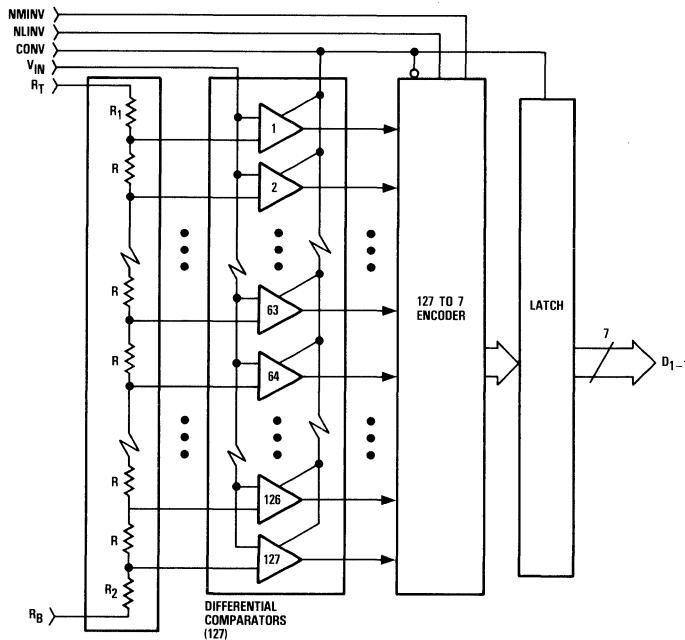 NMINV
NLINV
CONV
VIN
RT
R1
R
R
R
R
R
R2
RB
1
2
63
64
126
127
DIFFERENTIAL
COMPARATORS
(127)
127 TO 7
ENCODER
LATCH
7
D1–